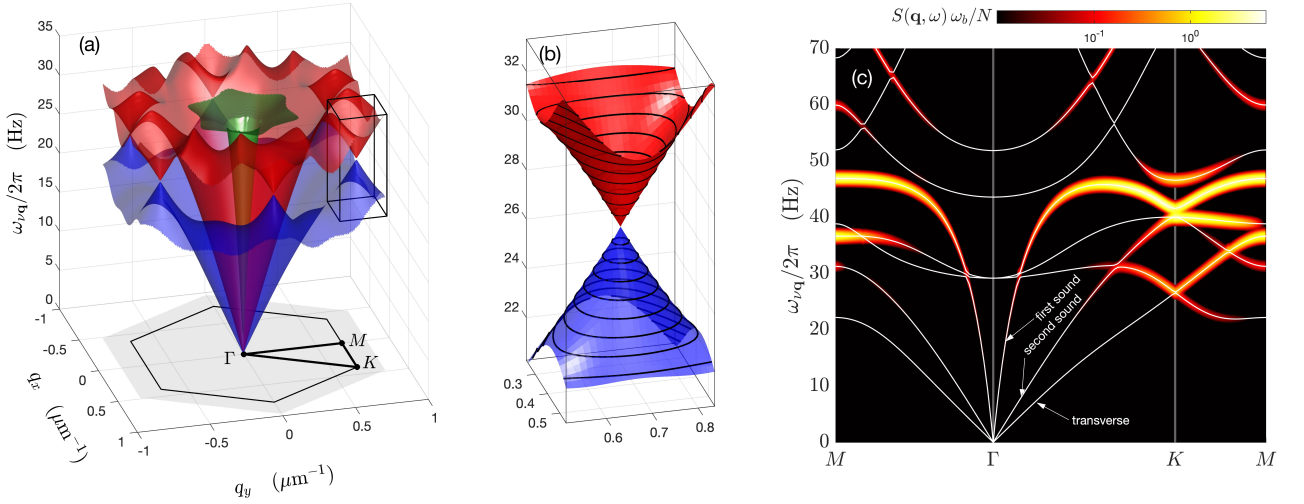 (a)
35
30
25
20
15
10
5
0
ω_{νq}/2π (Hz)
-1
-0.5
0
0.5
1
q_x (μm⁻¹)
-1
-0.5
0
0.5
1
q_y (μm⁻¹)
Γ
M
K
(b)
32
30
28
26
24
22
0.3
0.4
0.5
0.6
0.7
0.8
S(q, ω) ω_b/N
10⁻¹
10⁰
(c)
70
60
50
40
30
20
10
0
ω_{νq}/2π (Hz)
first sound
second sound
transverse
M
Γ
K
M